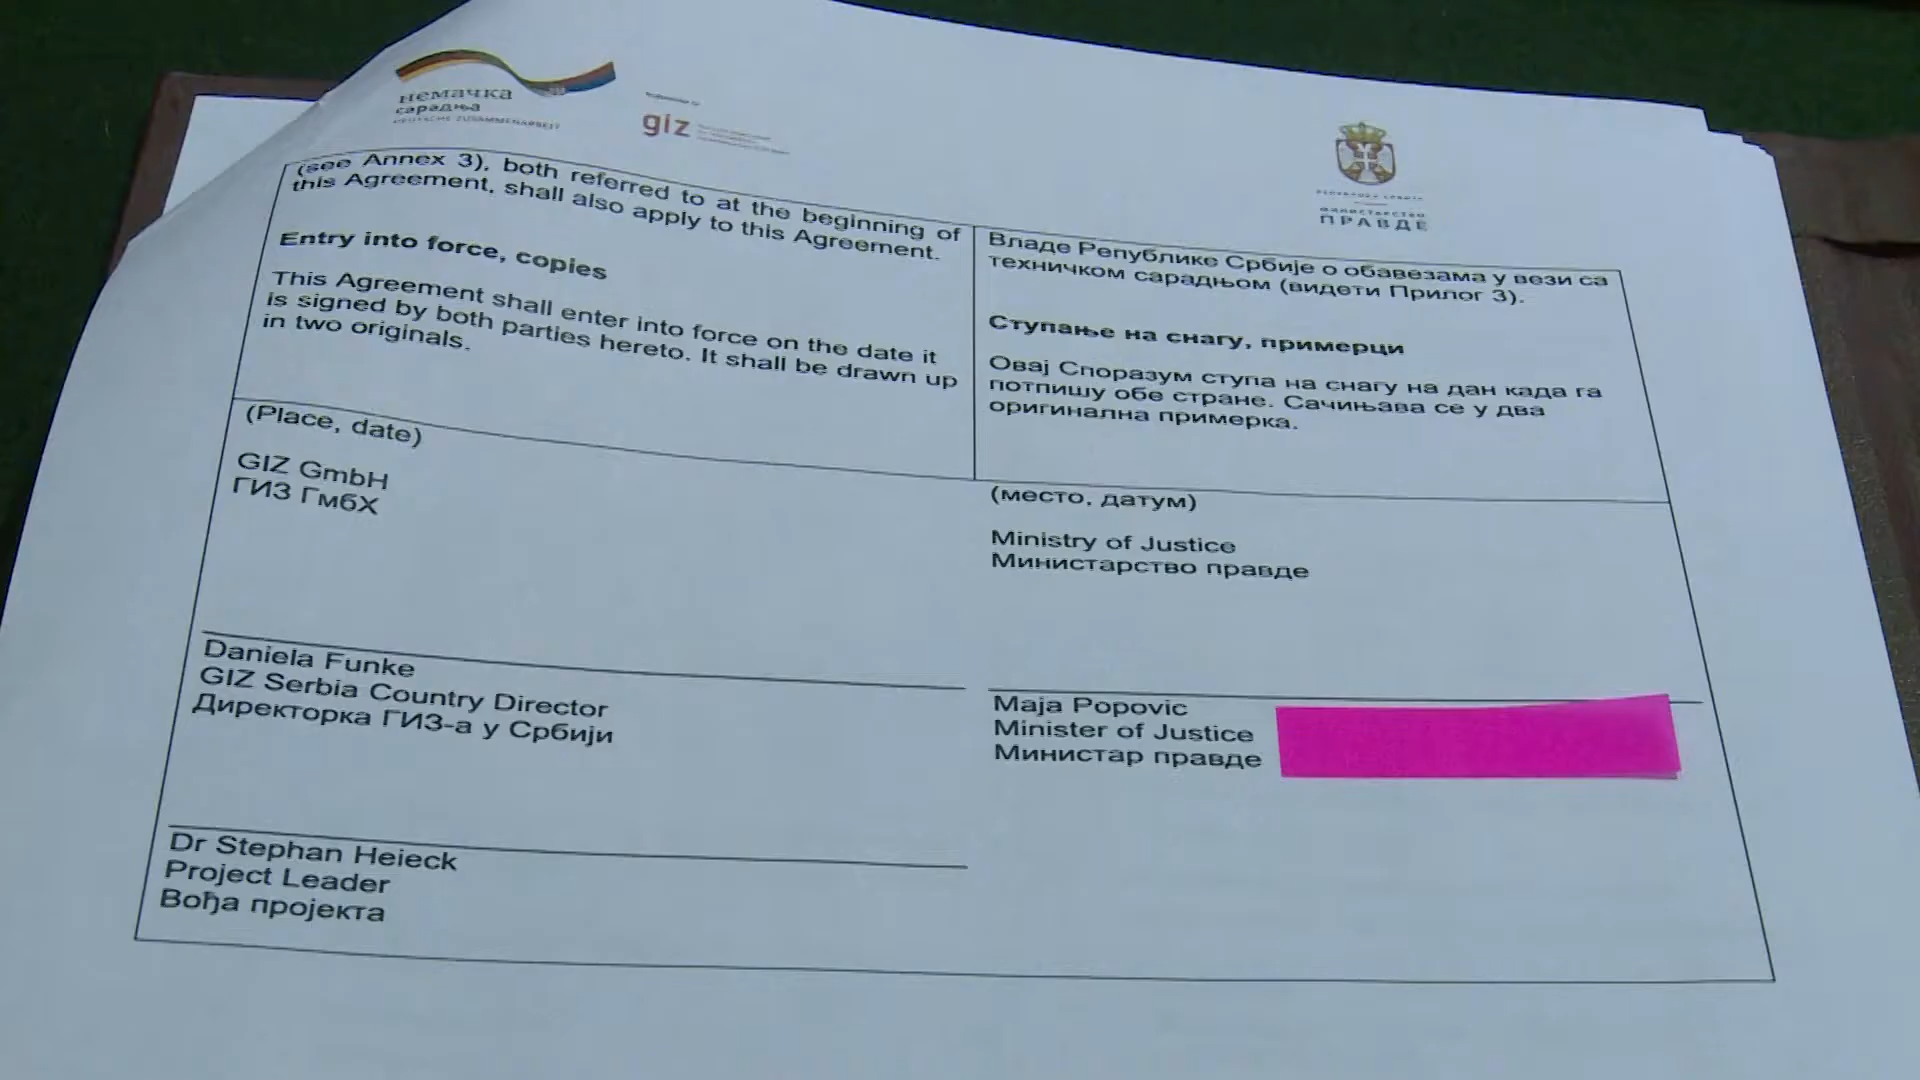 немачка
сарадња
DEUTSCHE ZUSAMMENARBEIT
giz
РЕПУБЛИКА СРБИЈА
МИНИСТАРСТВО
ПРАВДЕ
(see Annex 3), both referred to at the beginning of
this Agreement, shall also apply to this Agreement.
Entry into force, copies
This Agreement shall enter into force on the date it
is signed by both parties hereto. It shall be drawn up
in two originals.
Владе Републике Србије о обавезама у вези са
техничком сарадњом (видети Прилог 3).
Ступање на снагу, примерци
Овај Споразум ступа на снагу на дан када га
потпишу обе стране. Сачињава се у два
оригинална примерка.
(Place, date)
GIZ GmbH
ГИЗ ГмбХ
(место, датум)
Ministry of Justice
Министарство правде
Daniela Funke
GIZ Serbia Country Director
Директорка ГИЗ-а у Србији
Maja Popovic
Minister of Justice
Министар правде
Dr Stephan Heieck
Project Leader
Вођа пројекта